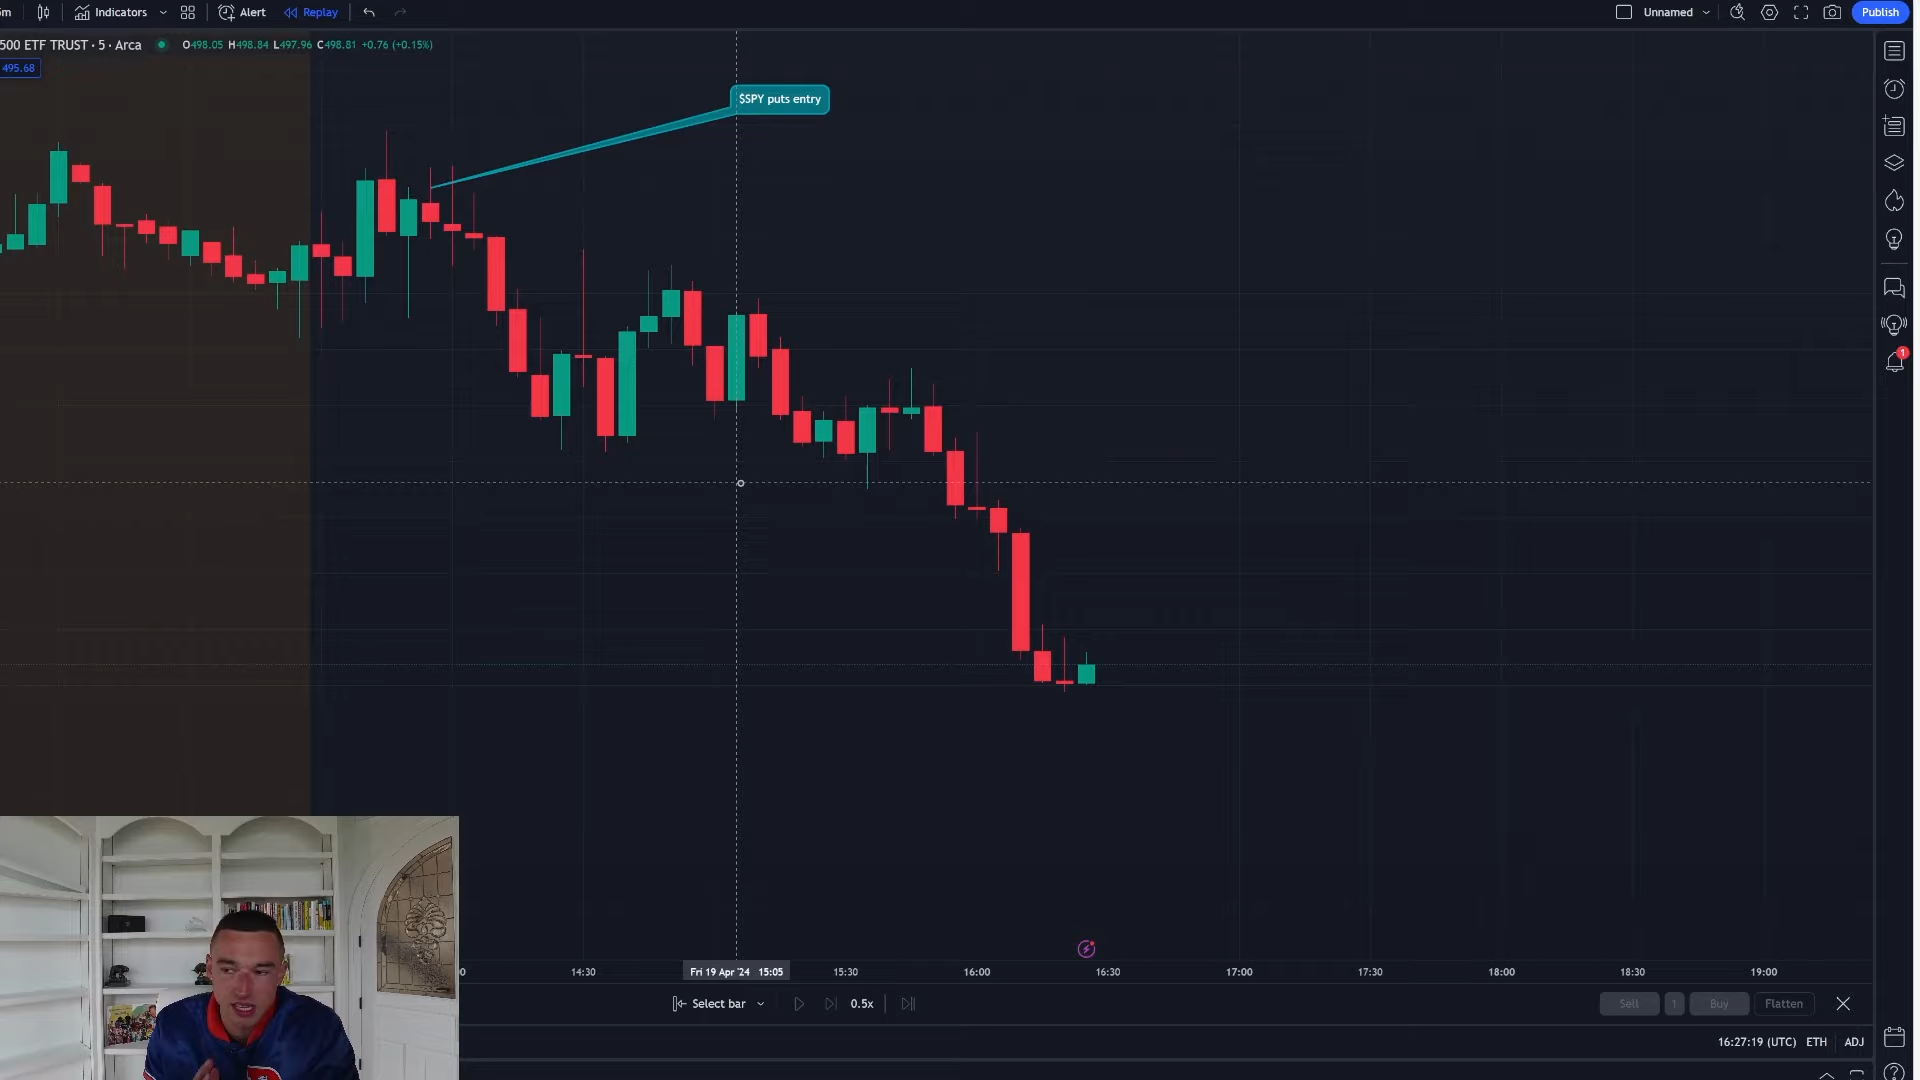 Indicators
Alert
Replay
Unnamed
Publish
500 ETF TRUST · 5 · Arca
O498.05 H498.84 L497.96 C498.81 +0.76 (+0.15%)
495.68
$SPY puts entry
1
14:30
Fri 19 Apr '24 15:05
15:30
16:00
16:30
17:00
17:30
18:00
18:30
19:00
Select bar
0.5x
Sell
1
Buy
Flatten
16:27:19 (UTC)
ETH
ADJ